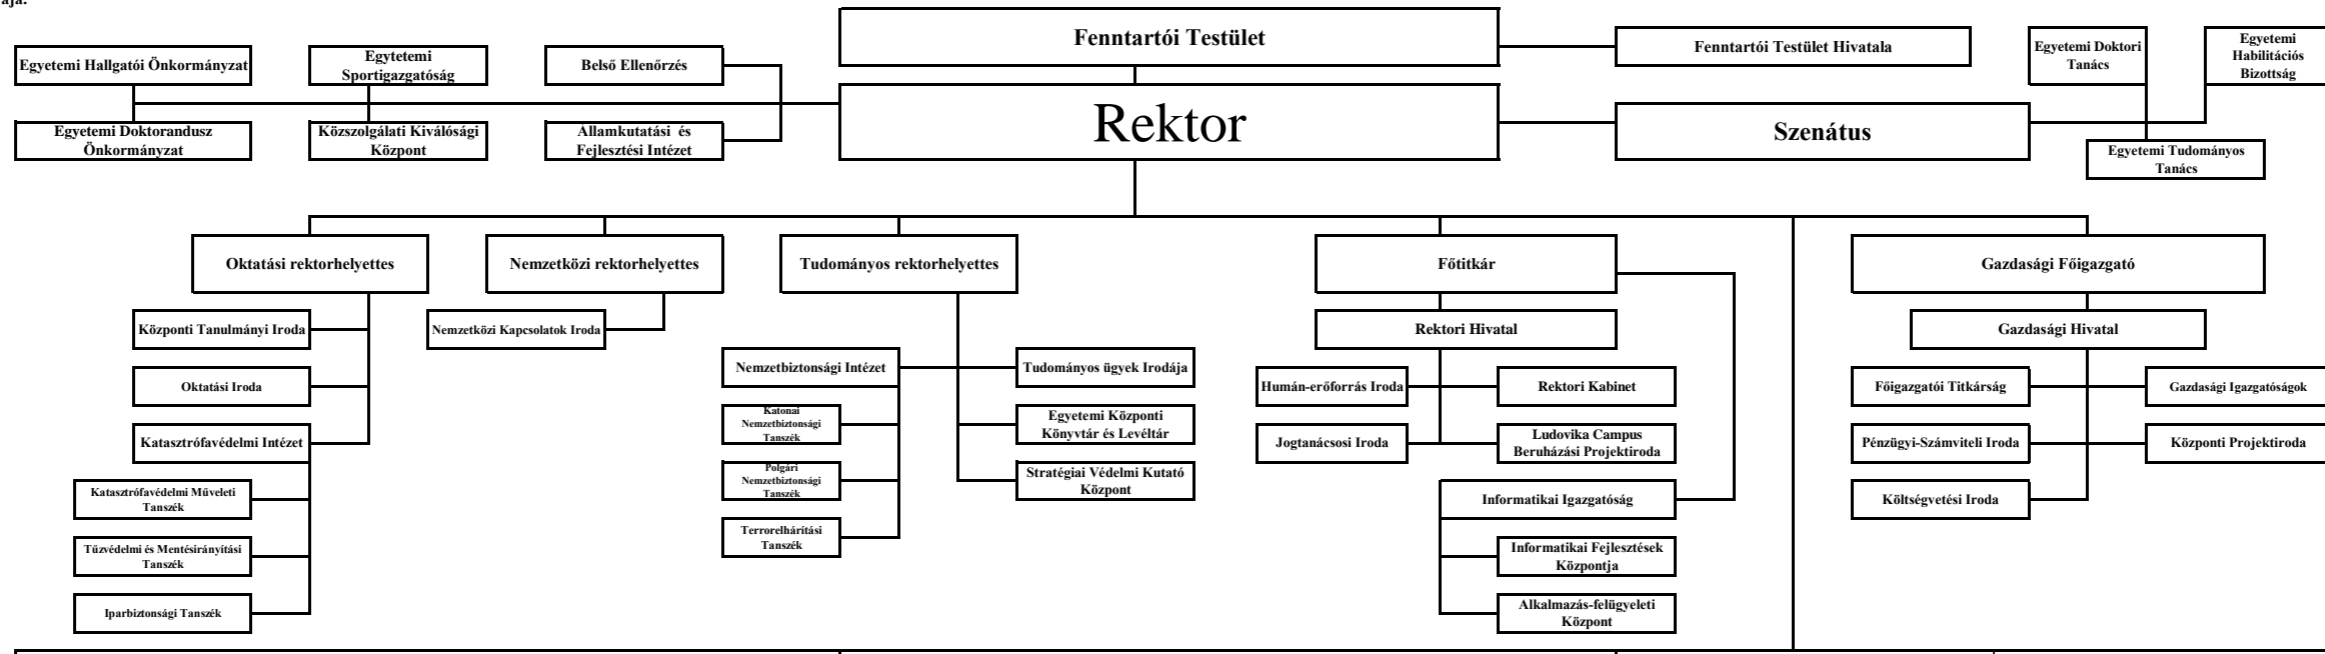 aja.
Fenntartói Testület
Fenntartói Testület Hivatala
Egyetemi Doktori
Tanács
Egyetemi
Habilitációs
Bizottság
Egyetemi Hallgatói Önkormányzat
Egytetemi
Sportigazgatóság
Belső Ellenőrzés
Rektor
Szenátus
Egyetemi Doktorandusz
Önkormányzat
Közszolgálati Kiválósági
Központ
Államkutatási és
Fejlesztési Intézet
Egyetemi Tudományos
Tanács
Oktatási rektorhelyettes
Nemzetközi rektorhelyettes
Tudományos rektorhelyettes
Főtitkár
Gazdasági Főigazgató
Központi Tanulmányi Iroda
Nemzetközi Kapcsolatok Iroda
Rektori Hivatal
Gazdasági Hivatal
Oktatási Iroda
Nemzetbiztonsági Intézet
Tudományos ügyek Irodája
Humán-erőforrás Iroda
Rektori Kabinet
Főigazgatói Titkárság
Gazdasági Igazgatóságok
Katasztrófavédelmi Intézet
Katonai
Nemzetbiztonsági
Tanszék
Egyetemi Központi
Könyvtár és Levéltár
Jogtanácsosi Iroda
Ludovika Campus
Beruházási Projektiroda
Pénzügyi-Számviteli Iroda
Központi Projektiroda
Katasztrófavédelmi Műveleti
Tanszék
Polgári
Nemzetbiztonsági
Tanszék
Stratégiai Védelmi Kutató
Központ
Informatikai Igazgatóság
Költségvetési Iroda
Tűzvédelmi és Mentésirányítási
Tanszék
Terrorelhárítási
Tanszék
Informatikai Fejlesztések
Központja
Iparbiztonsági Tanszék
Alkalmazás-felügyeleti
Központ